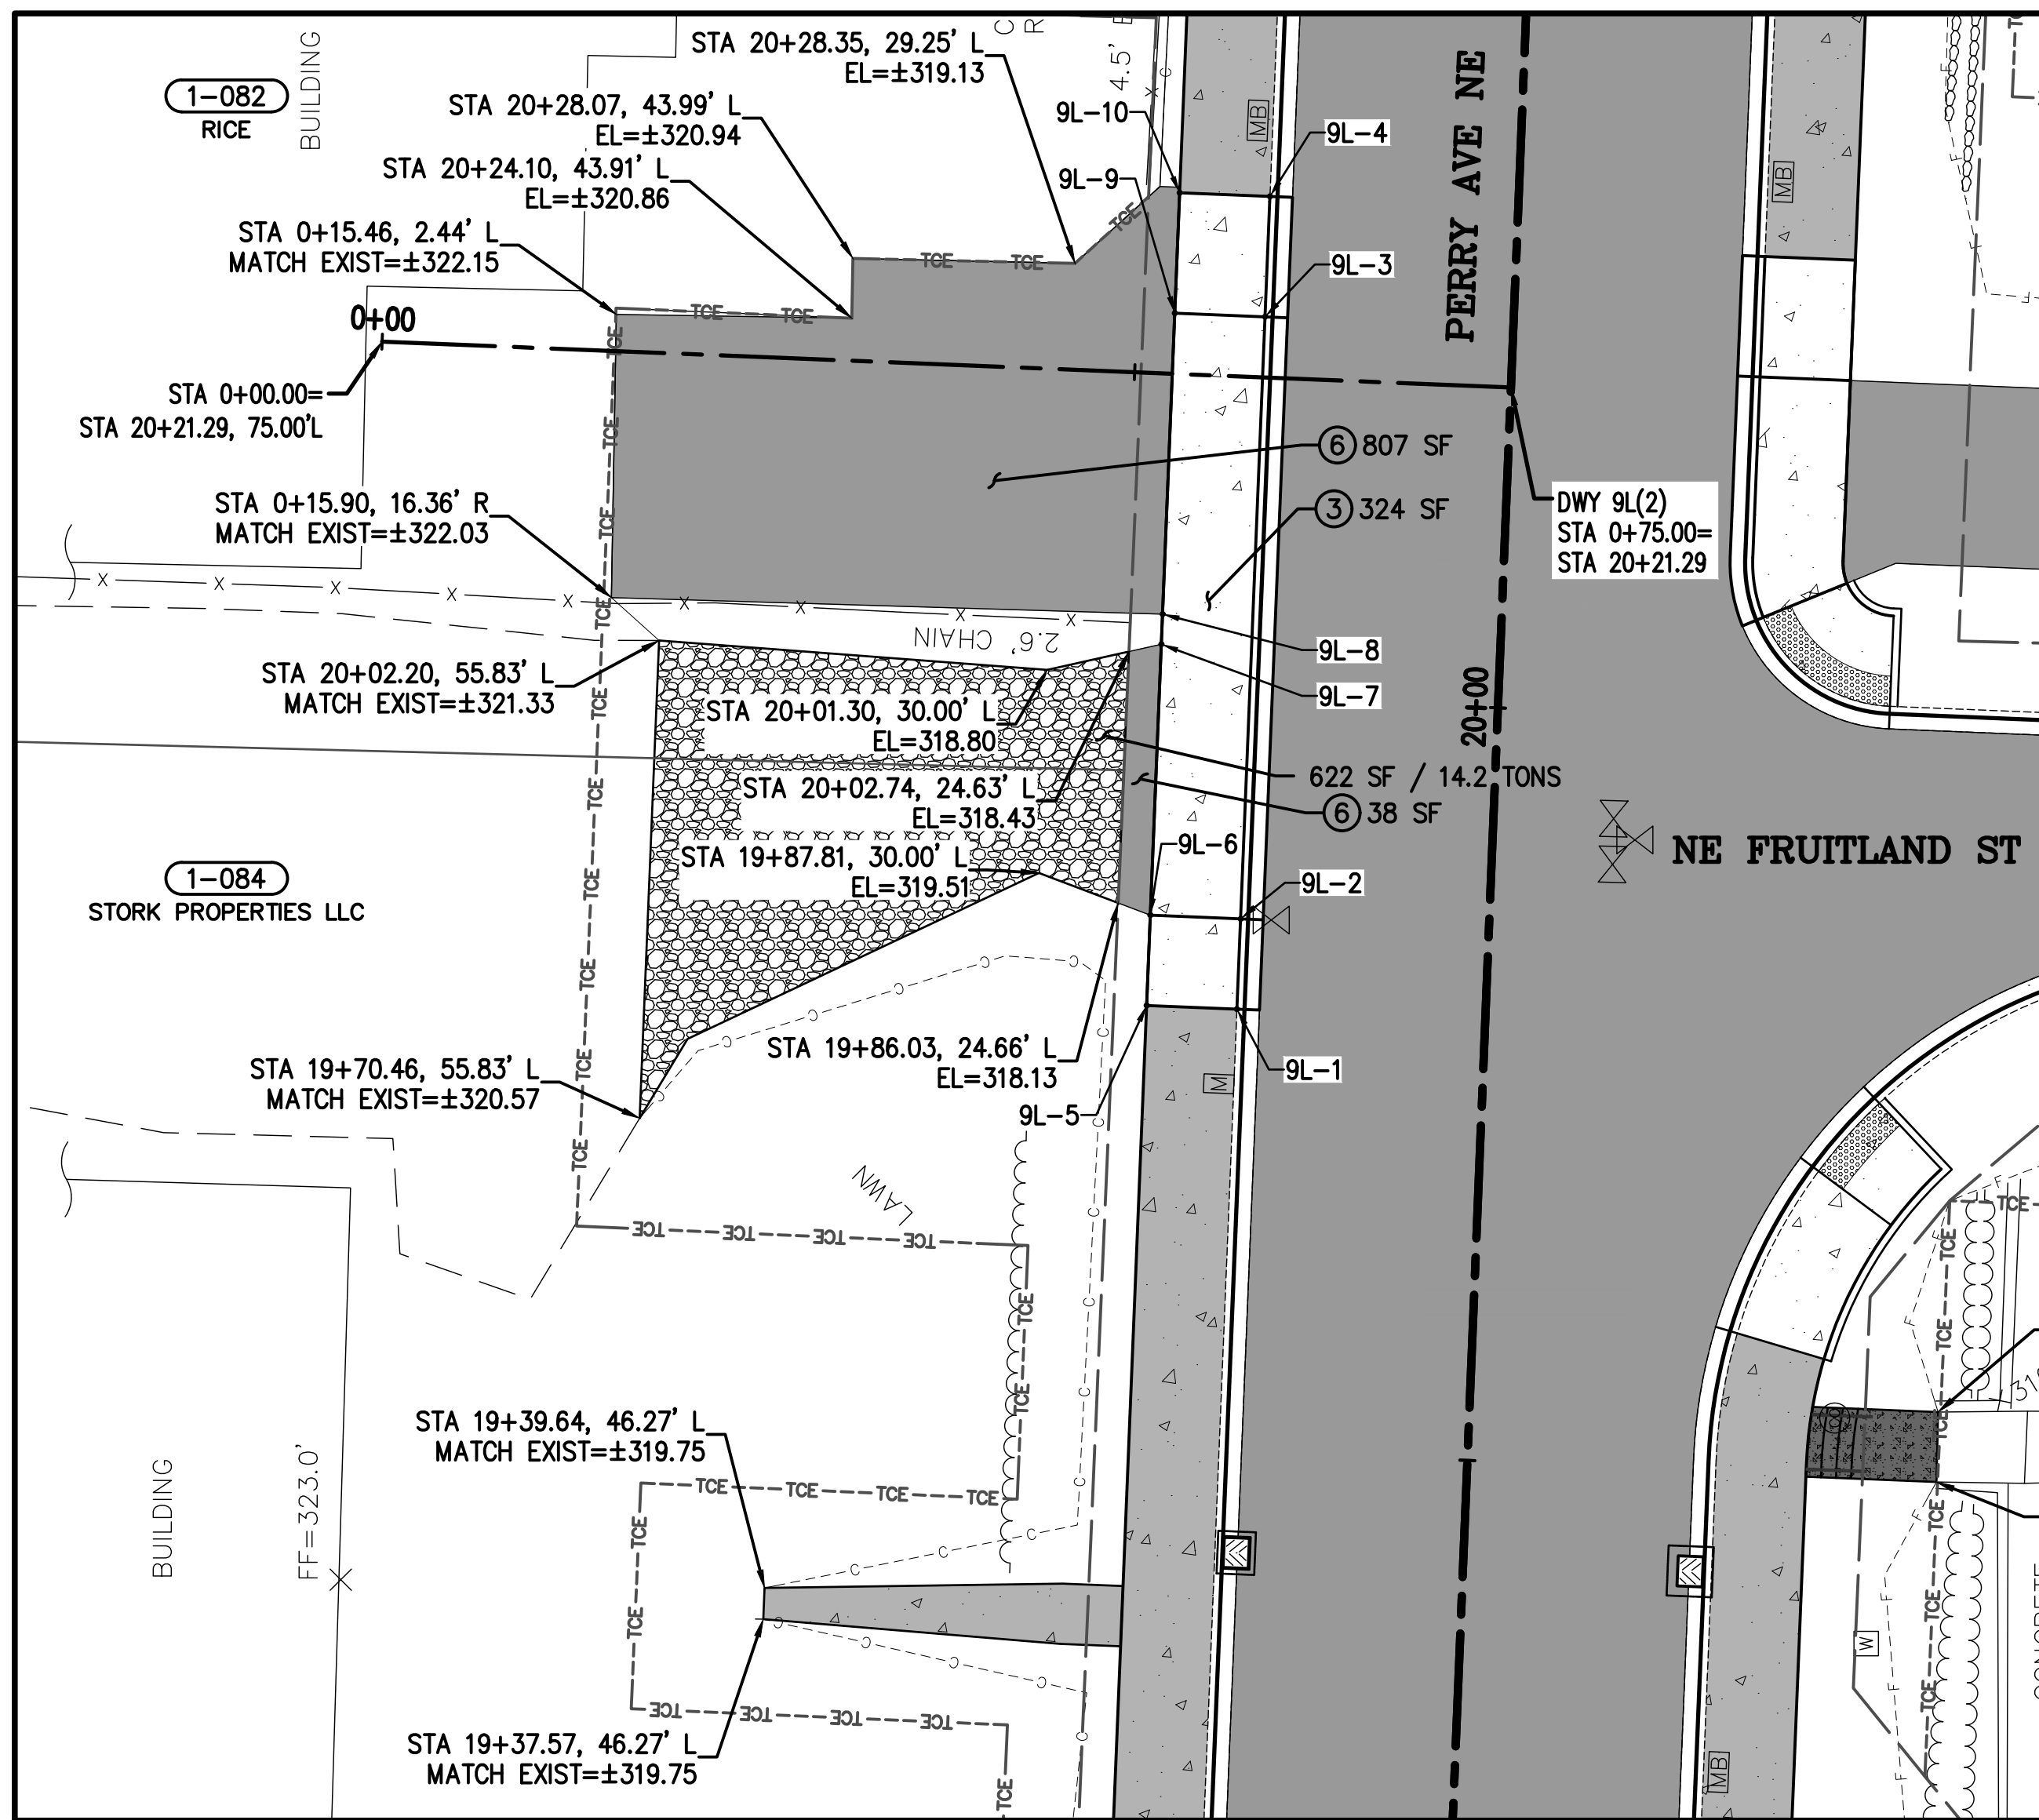 1-082
RICE
BUILDING
STA 20+28.35, 29.25' L
EL=±319.13
STA 20+28.07, 43.99' L
EL=±320.94
STA 20+24.10, 43.91' L
EL=±320.86
STA 0+15.46, 2.44' L
MATCH EXIST=±322.15
0+00
STA 0+00.00=
STA 20+21.29, 75.00'L
STA 0+15.90, 16.36' R
MATCH EXIST=±322.03
STA 20+02.20, 55.83' L
MATCH EXIST=±321.33
4.5'
9L-10
9L-9
9L-4
9L-3
MB
PERRY AVE NE
MB
6 807 SF
3 324 SF
DWY 9L(2)
STA 0+75.00=
STA 20+21.29
2.6' CHAIN
9L-8
9L-7
20+00
STA 20+01.30, 30.00' L
EL=318.80
STA 20+02.74, 24.63' L
EL=318.43
STA 19+87.81, 30.00' L
EL=319.51
622 SF / 14.2 TONS
6 38 SF
9L-6
9L-2
NE FRUITLAND ST
1-084
STORK PROPERTIES LLC
STA 19+86.03, 24.66' L
EL=318.13
9L-1
9L-5
M
STA 19+70.46, 55.83' L
MATCH EXIST=±320.57
LAWN
TCE TCE TCE TCE
STA 19+39.64, 46.27' L
MATCH EXIST=±319.75
TCE TCE TCE TCE
BUILDING
FF=323.0'
STA 19+37.57, 46.27' L
MATCH EXIST=±319.75
TCE TCE TCE TCE
W
MB